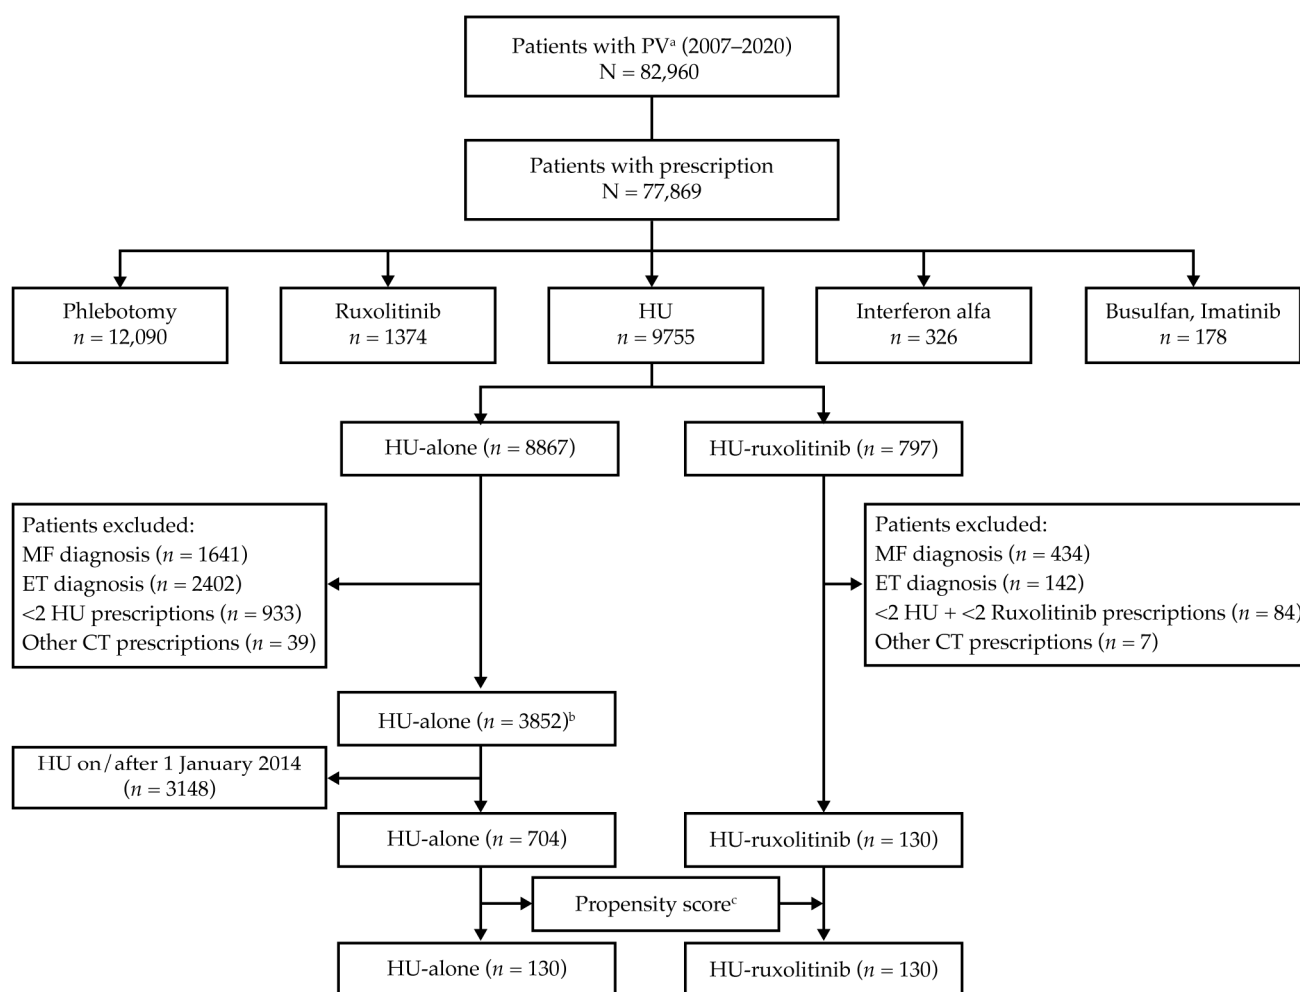 Patients with PVᵃ (2007–2020)
N = 82,960
Patients with prescription
N = 77,869
Phlebotomy
n = 12,090
Ruxolitinib
n = 1374
HU
n = 9755
Interferon alfa
n = 326
Busulfan, Imatinib
n = 178
HU-alone (n = 8867)
HU-ruxolitinib (n = 797)
Patients excluded:
MF diagnosis (n = 1641)
ET diagnosis (n = 2402)
<2 HU prescriptions (n = 933)
Other CT prescriptions (n = 39)
Patients excluded:
MF diagnosis (n = 434)
ET diagnosis (n = 142)
<2 HU + <2 Ruxolitinib prescriptions (n = 84)
Other CT prescriptions (n = 7)
HU-alone (n = 3852)ᵇ
HU on/after 1 January 2014
(n = 3148)
HU-alone (n = 704)
HU-ruxolitinib (n = 130)
Propensity scoreᶜ
HU-alone (n = 130)
HU-ruxolitinib (n = 130)